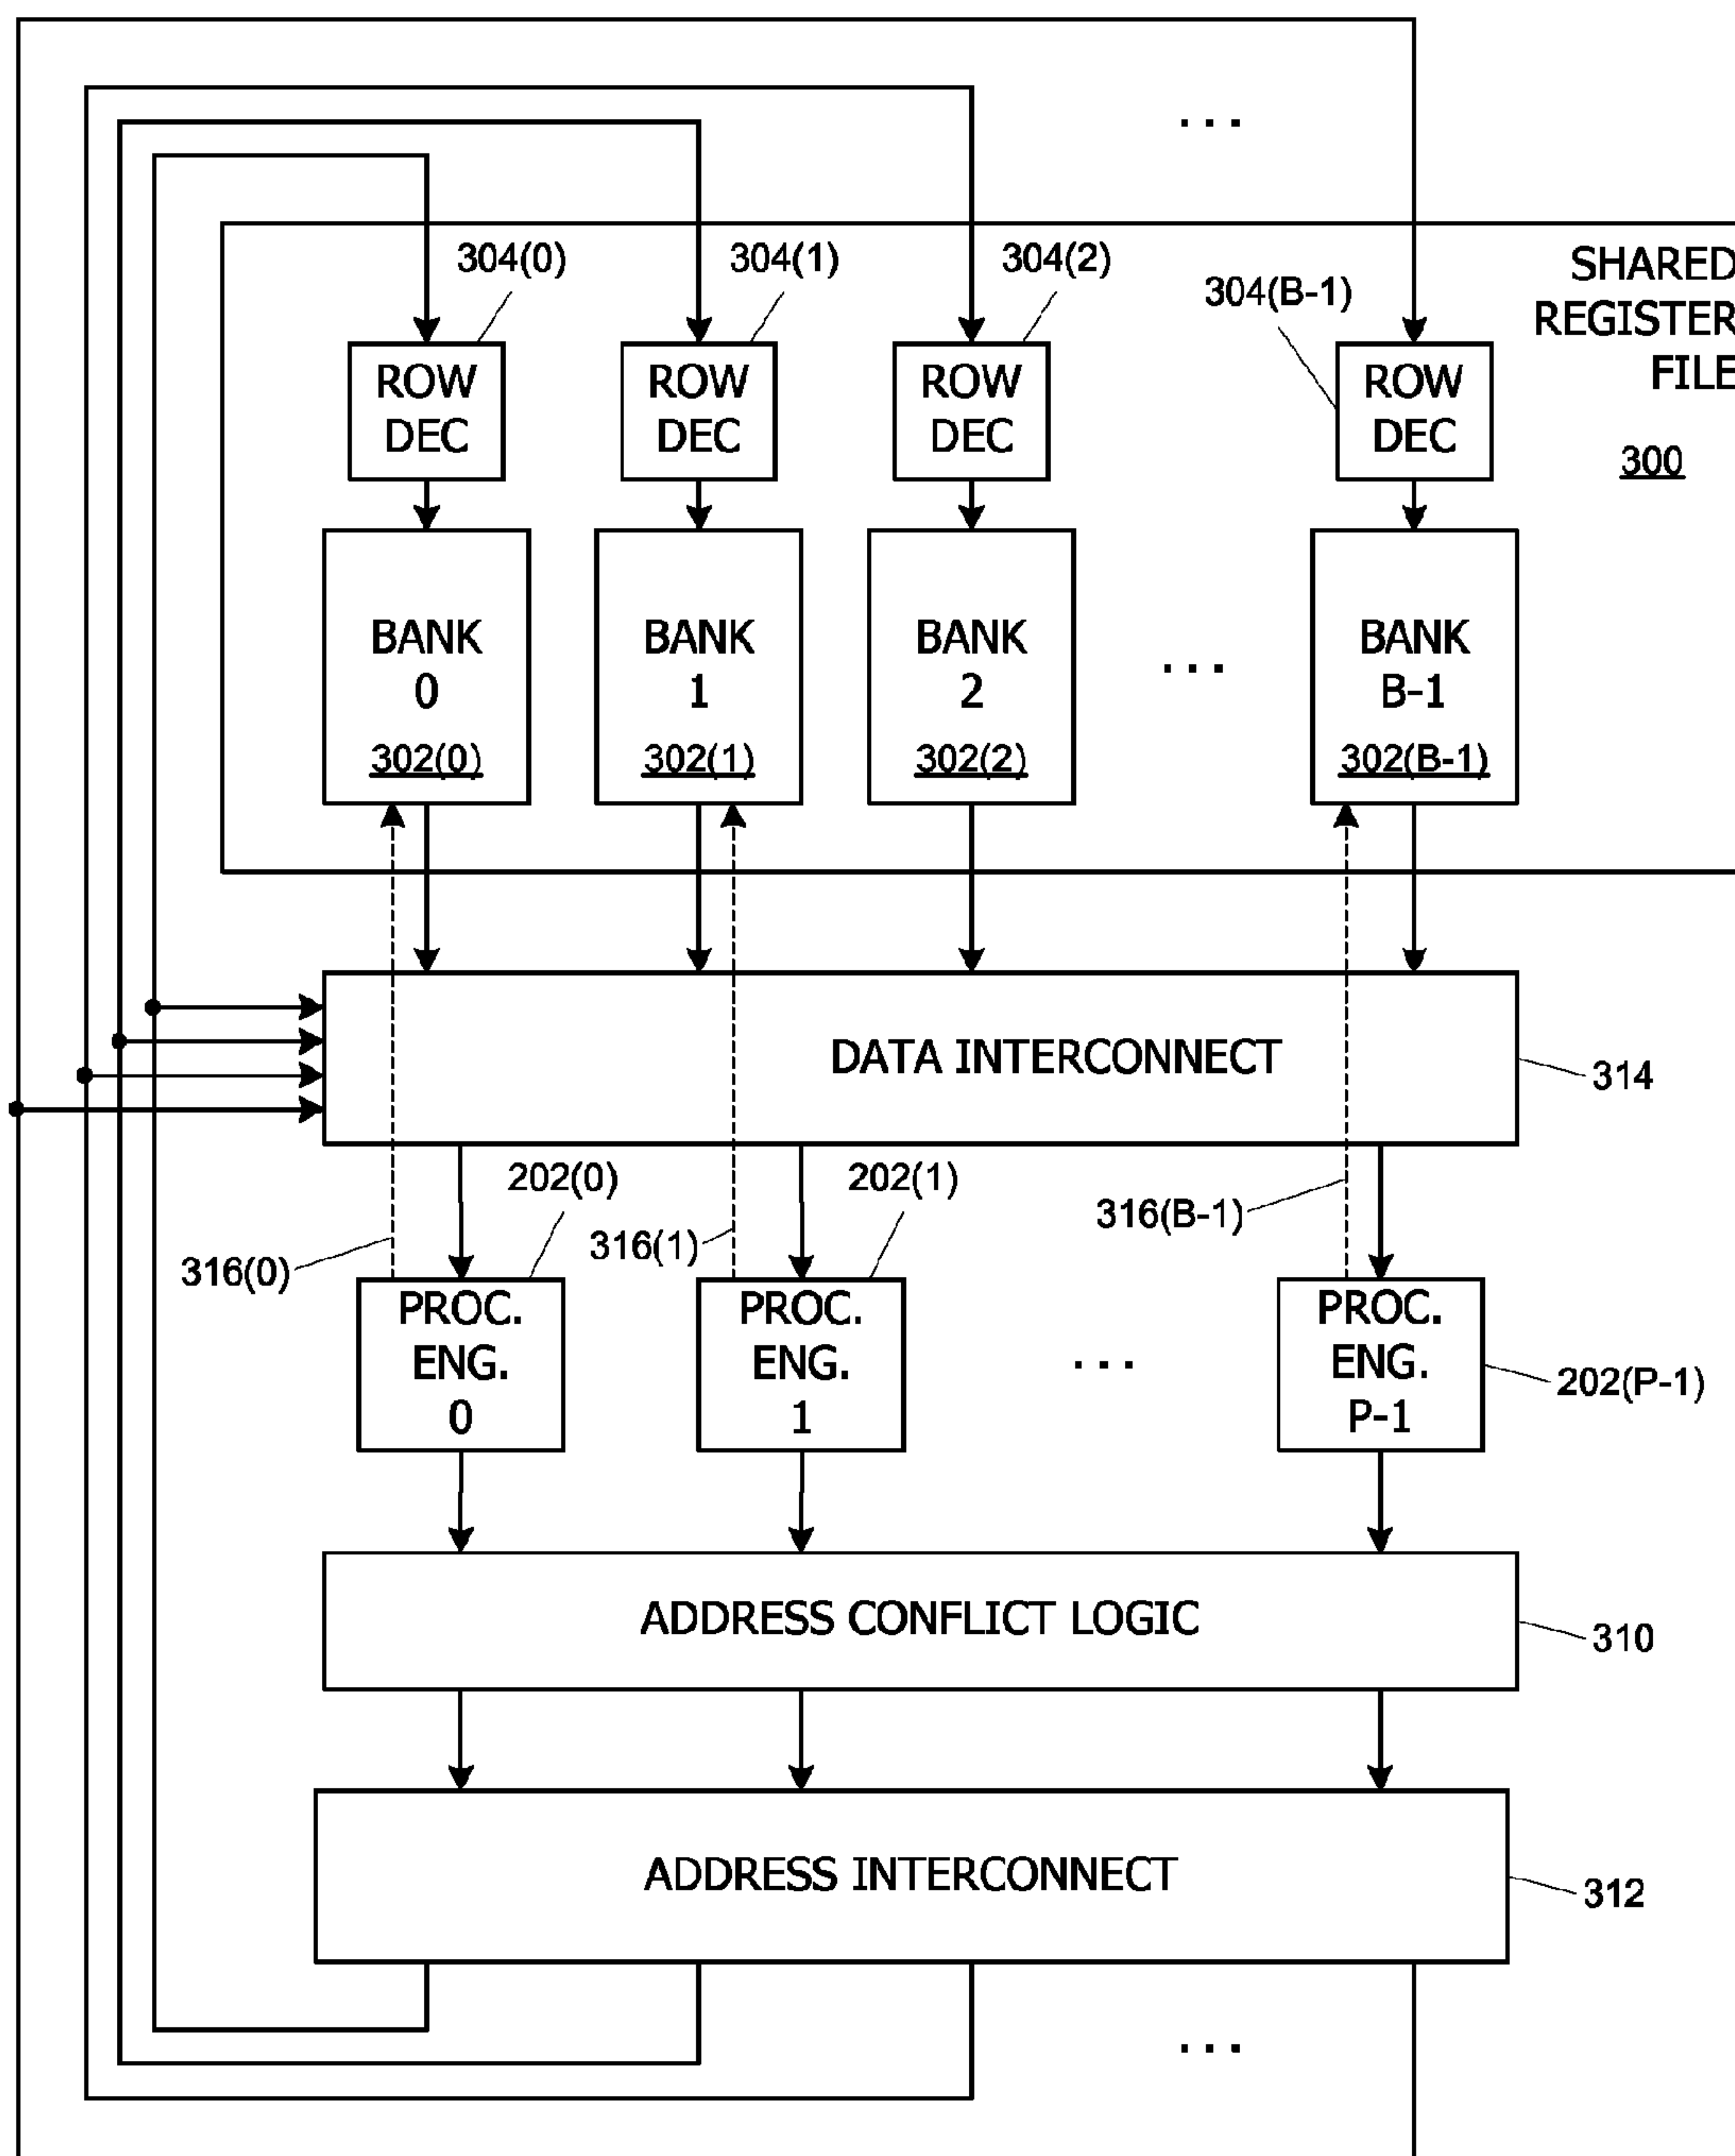 ...
304(0)
304(1)
304(2)
304(B-1)
SHARED
REGISTER
FILE
300
ROW
DEC
ROW
DEC
ROW
DEC
ROW
DEC
BANK
0
302(0)
BANK
1
302(1)
BANK
2
302(2)
...
BANK
B-1
302(B-1)
DATA INTERCONNECT
314
202(0)
202(1)
316(0)
316(1)
316(B-1)
PROC.
ENG.
0
PROC.
ENG.
1
...
PROC.
ENG.
P-1
202(P-1)
ADDRESS CONFLICT LOGIC
310
ADDRESS INTERCONNECT
312
...